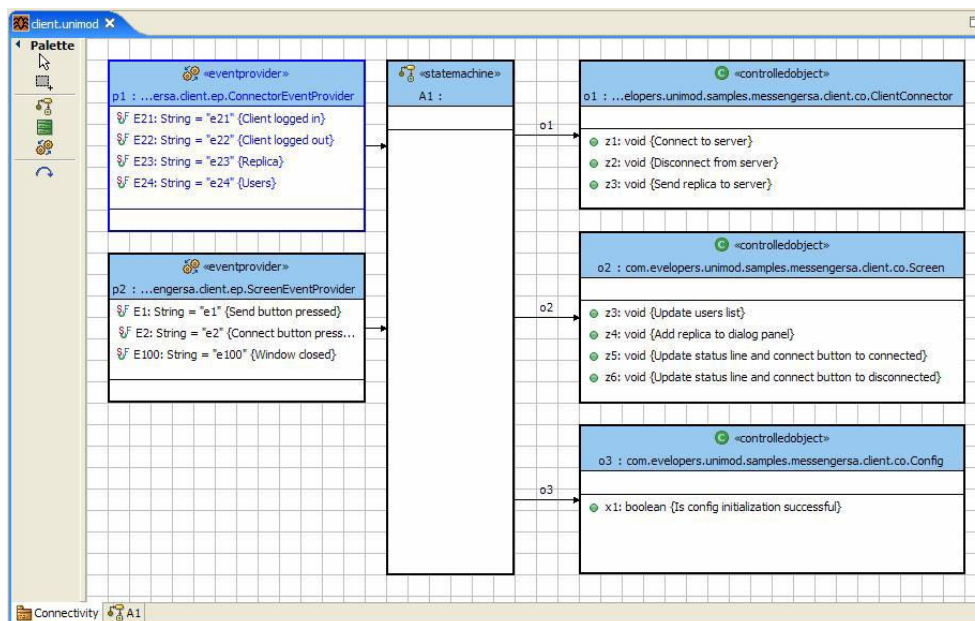 client.unimod
Palette
«eventprovider»
p1 : ...ersa.client.ep.ConnectorEventProvider
E21: String = "e21" {Client logged in}
E22: String = "e22" {Client logged out}
E23: String = "e23" {Replica}
E24: String = "e24" {Users}
«eventprovider»
p2 : ...engersa.client.ep.ScreenEventProvider
E1: String = "e1" {Send button pressed}
E2: String = "e2" {Connect button press...
E100: String = "e100" {Window closed}
«statemachine»
A1 :
o1
o2
o3
«controlledobject»
o1 : ...elopers.unimod.samples.messengersa.client.co.ClientConnector
z1: void {Connect to server}
z2: void {Disconnect from server}
z3: void {Send replica to server}
«controlledobject»
o2 : com.evelopers.unimod.samples.messengersa.client.co.Screen
z3: void {Update users list}
z4: void {Add replica to dialog panel}
z5: void {Update status line and connect button to connected}
z6: void {Update status line and connect button to disconnected}
«controlledobject»
o3 : com.evelopers.unimod.samples.messengersa.client.co.Config
x1: boolean {Is config initialization successful}
Connectivity
A1